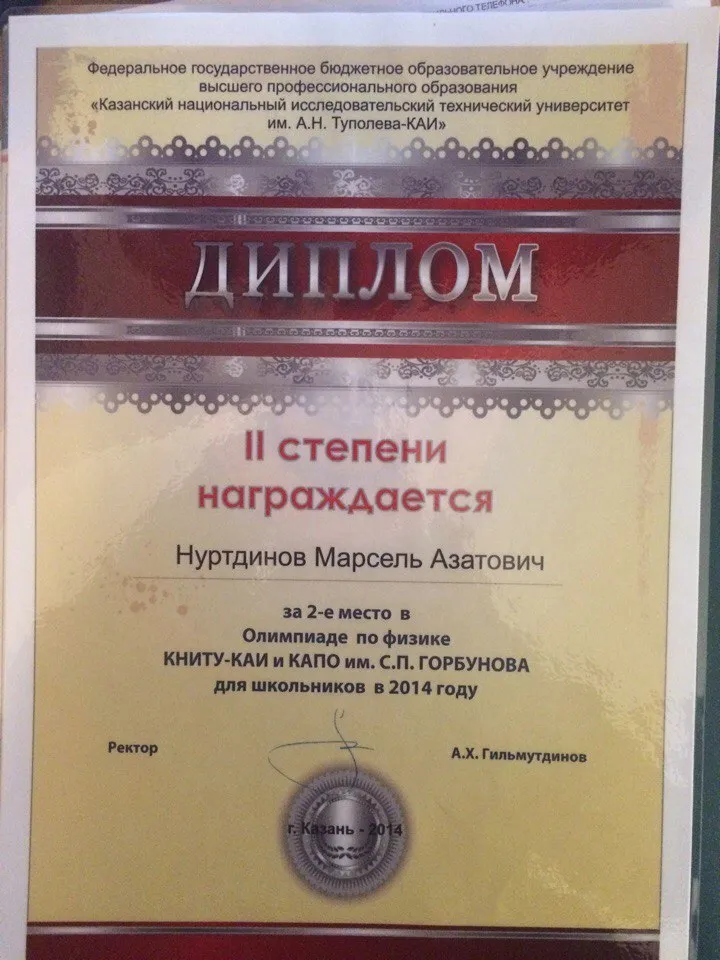 ЬНОГО ТЕЛЕФОНА
Федеральное государственное бюджетное образовательное учреждение
высшего профессионального образования
«Казанский национальный исследовательский технический университет
им. А.Н. Туполева-КАИ»
ДИПЛОМ
II степени
награждается
Нуртдинов Марсель Азатович
за 2-е место в
Олимпиаде по физике
КНИТУ-КАИ и КАПО им. С.П. ГОРБУНОВА
для школьников в 2014 году
Ректор
А.Х. Гильмутдинов
г. Казань - 2014